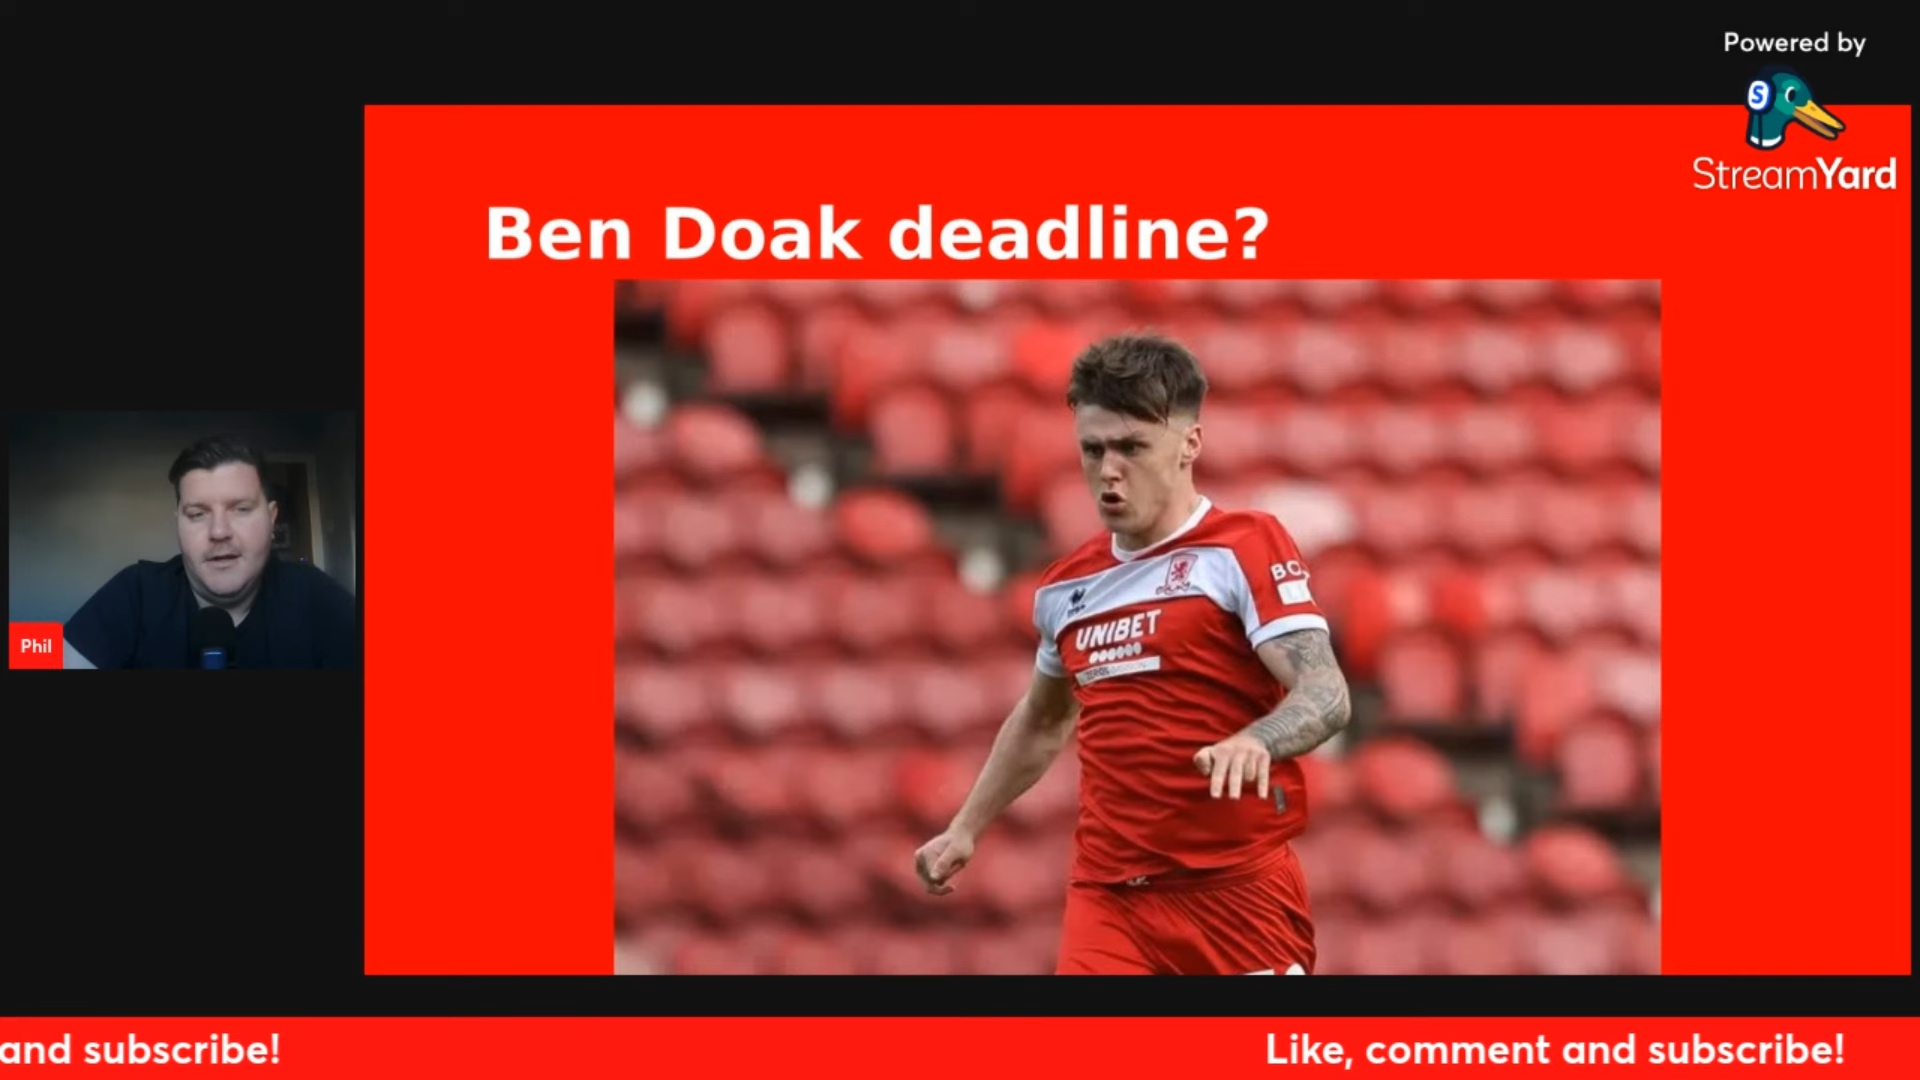 Powered by
S
StreamYard
Ben Doak deadline?
UNIBET
Phil
and subscribe!
Like, comment and subscribe!